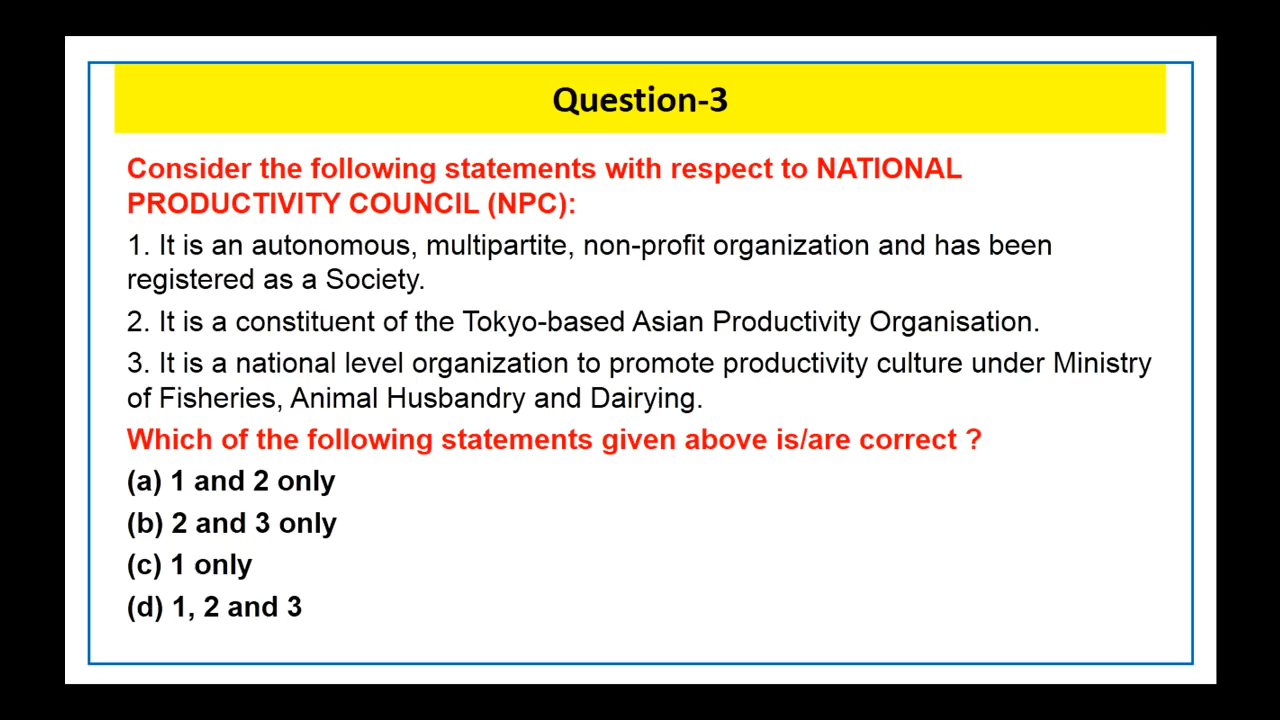 Question-3
Consider the following statements with respect to NATIONAL
PRODUCTIVITY COUNCIL (NPC):
1. It is an autonomous, multipartite, non-profit organization and has been
registered as a Society.
2. It is a constituent of the Tokyo-based Asian Productivity Organisation.
3. It is a national level organization to promote productivity culture under Ministry
of Fisheries, Animal Husbandry and Dairying.
Which of the following statements given above is/are correct ?
(a) 1 and 2 only
(b) 2 and 3 only
(c) 1 only
(d) 1, 2 and 3